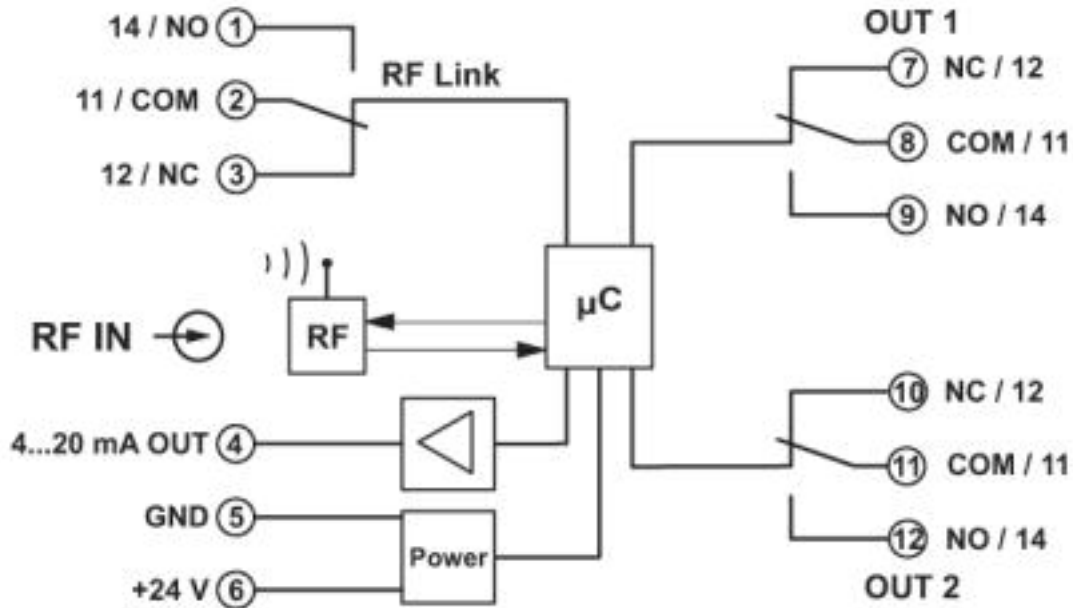 14 / NO 1
11 / COM 2
12 / NC 3
RF Link
OUT 1
7 NC / 12
8 COM / 11
9 NO / 14
µC
RF IN
RF
4...20 mA OUT 4
GND 5
+24 V 6
Power
10 NC / 12
11 COM / 11
12 NO / 14
OUT 2